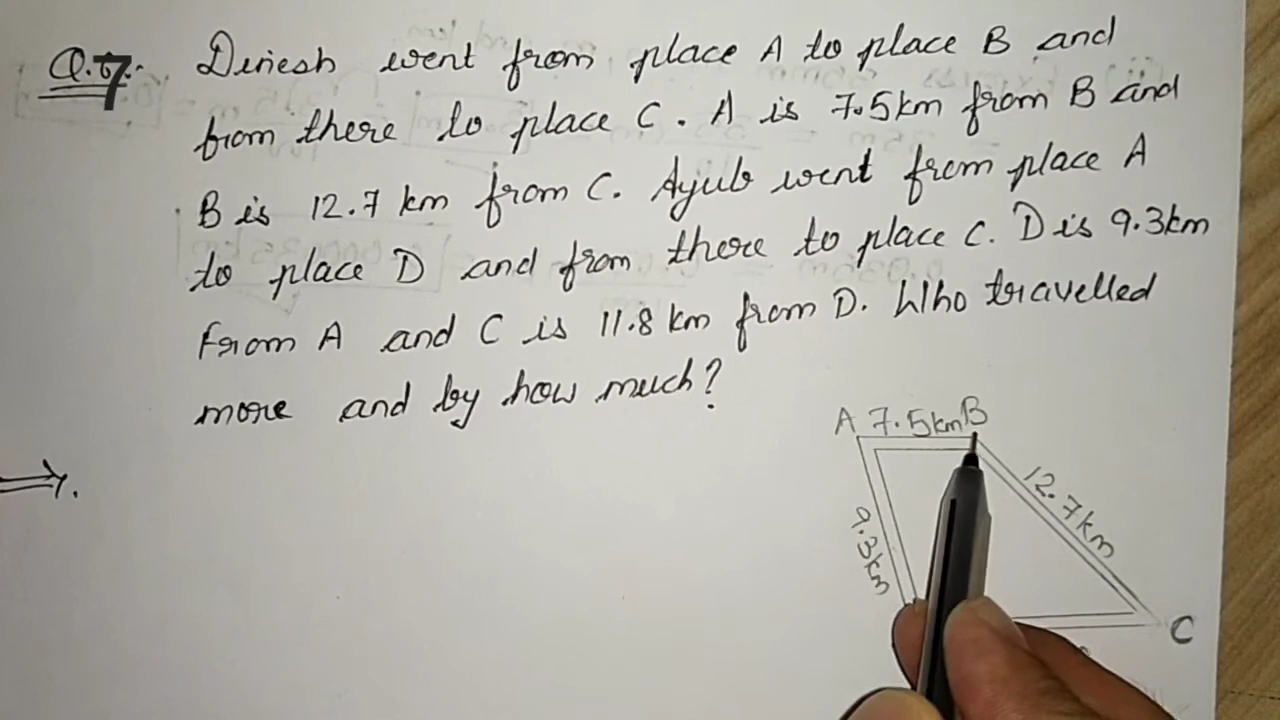 Q. 7 Dinesh went from place A to place B and
from there to place C. A is 7.5km from B and
B is 12.7 km from C. Ayub went from place A
to place D and from there to place C. D is 9.3km
from A and C is 11.8 km from D. Who travelled
more and by how much?
A 7.5km B
12.7km
9.3km
C